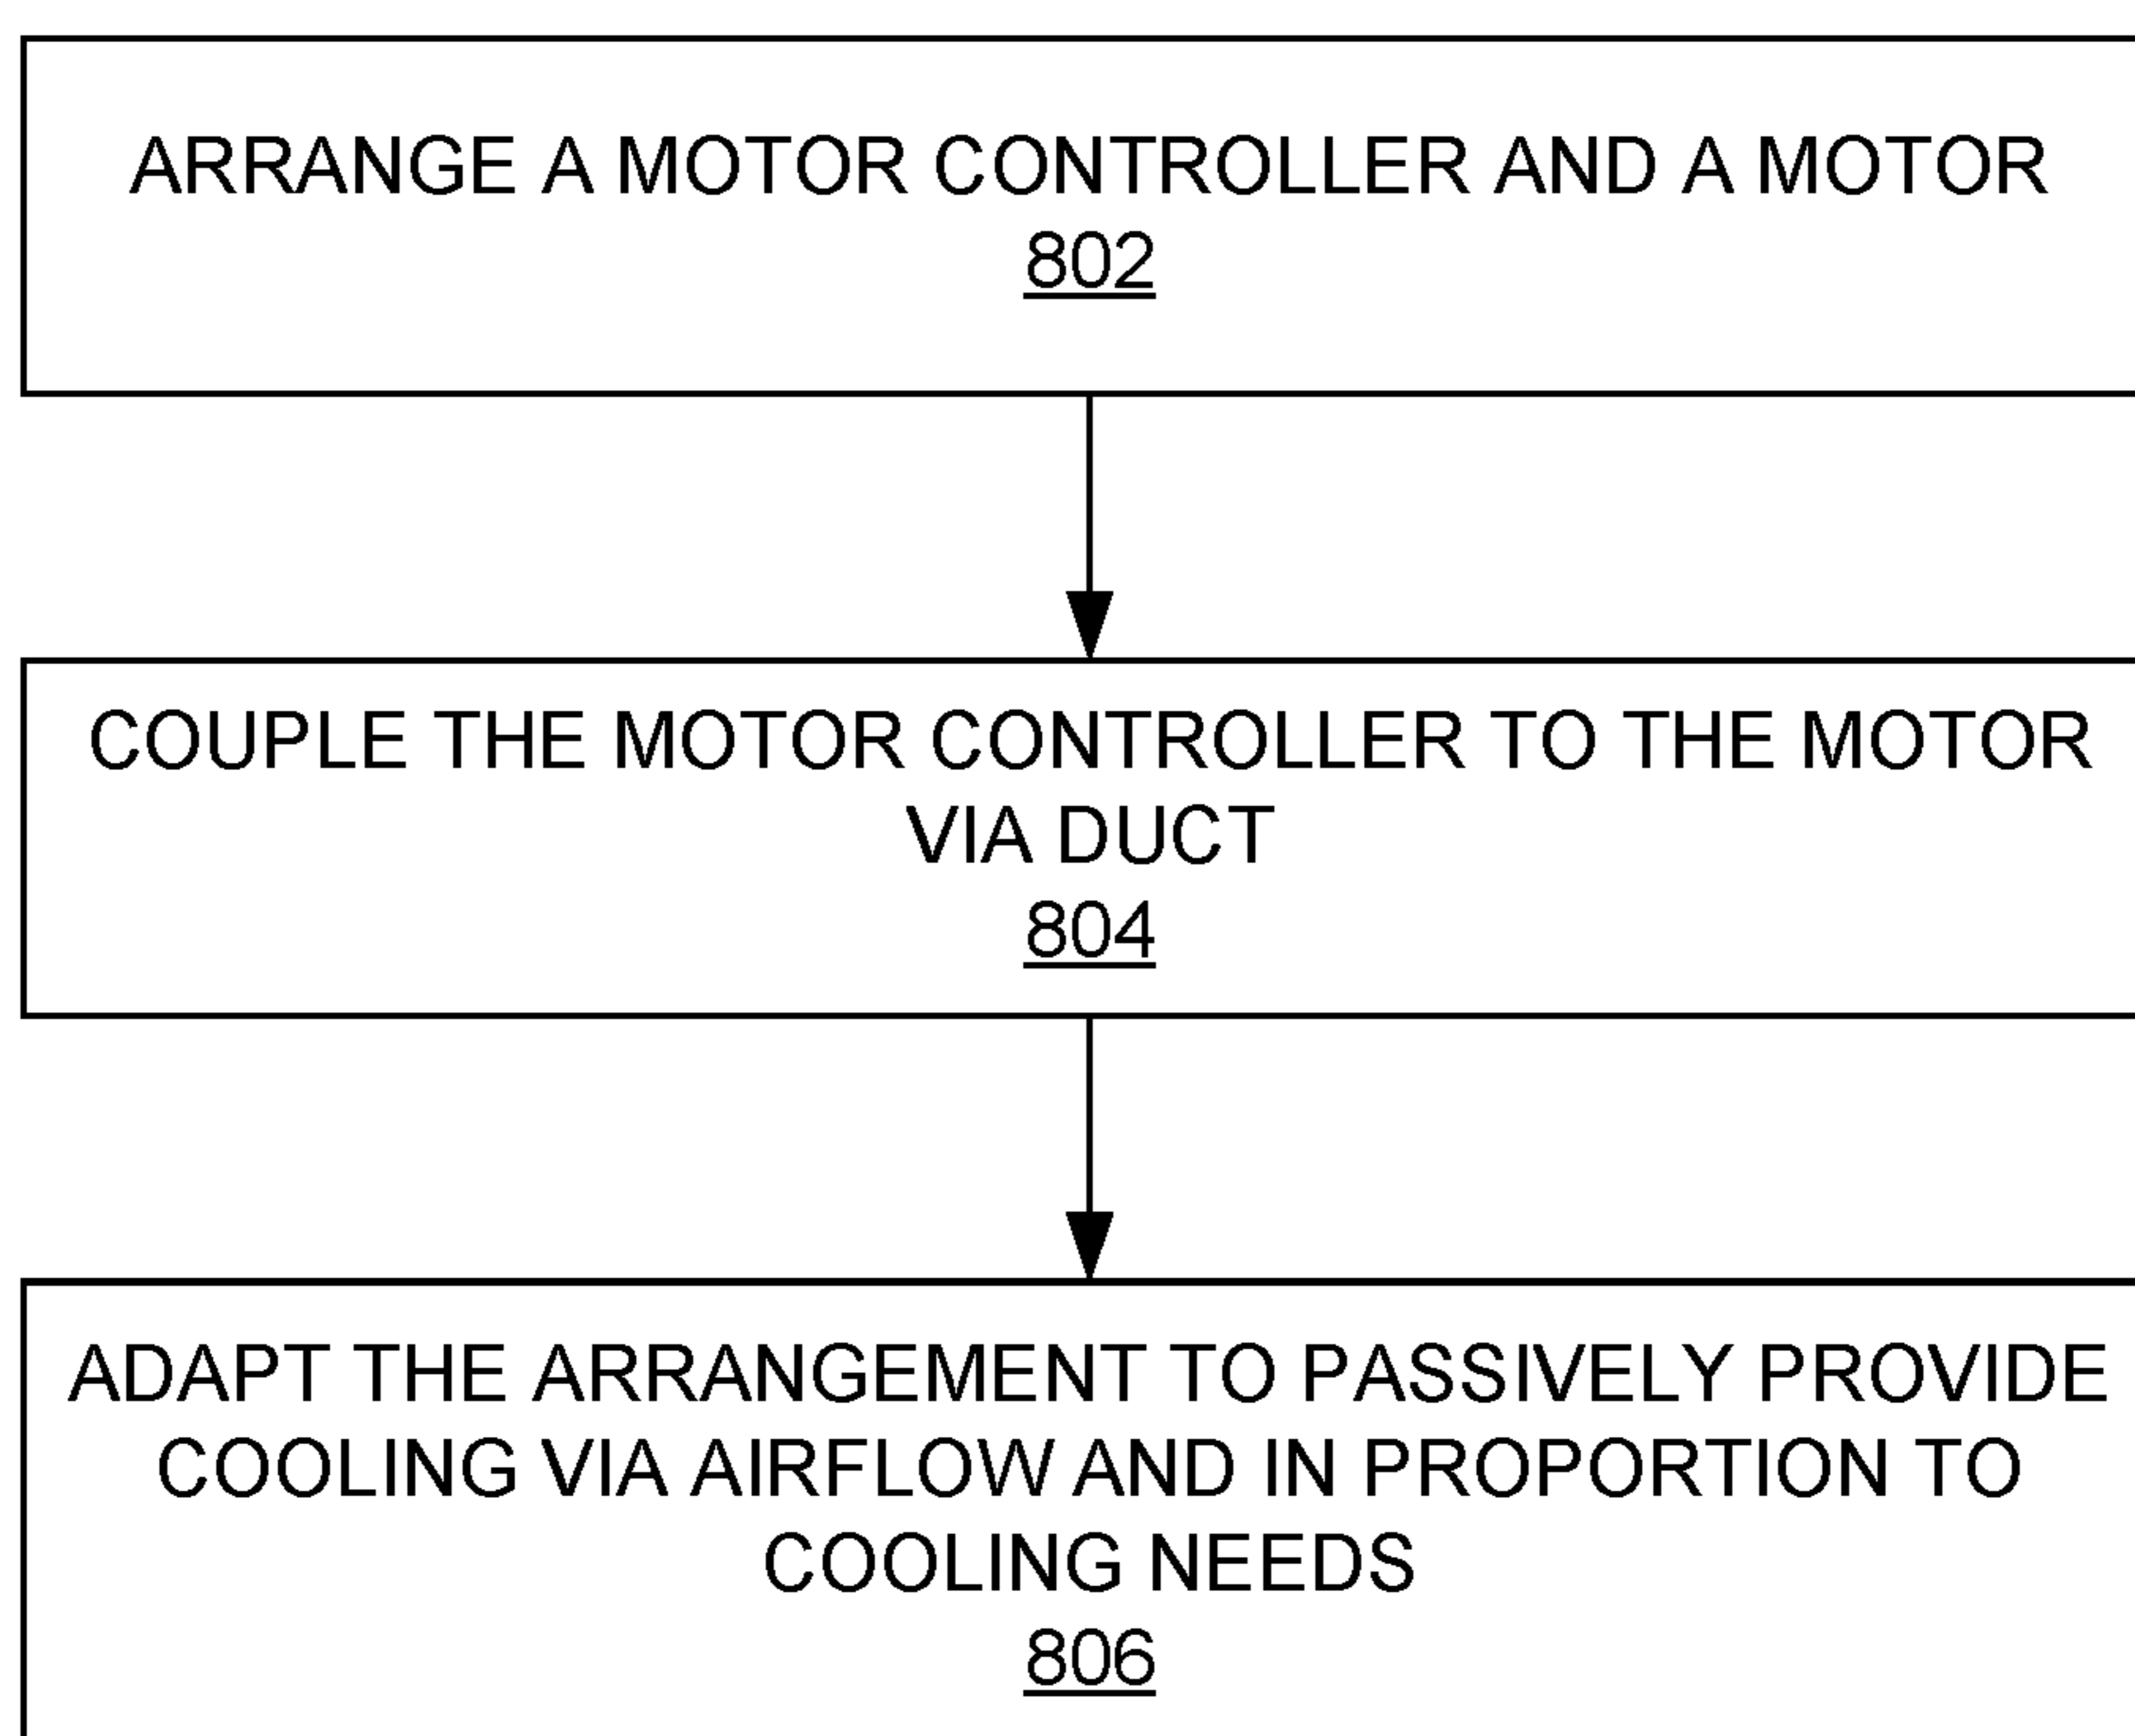 ARRANGE A MOTOR CONTROLLER AND A MOTOR
802
COUPLE THE MOTOR CONTROLLER TO THE MOTOR
VIA DUCT
804
ADAPT THE ARRANGEMENT TO PASSIVELY PROVIDE
COOLING VIA AIRFLOW AND IN PROPORTION TO
COOLING NEEDS
806